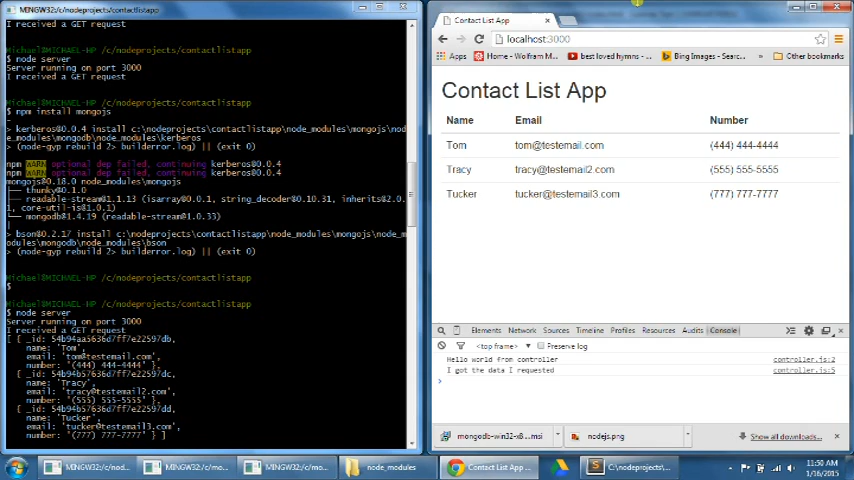 MINGW32:/c/nodeprojects/contactlistapp
I received a GET request
Michael@MICHAEL-HP /c/nodeprojects/contactlistapp
$ node server
Server running on port 3000
I received a GET request
Michael@MICHAEL-HP /c/nodeprojects/contactlistapp
$ npm install mongojs
-
> kerberos@0.0.4 install c:\nodeprojects\contactlistapp\node_modules\mongojs\nod
e_modules\mongodb\node_modules\kerberos
> (node-gyp rebuild 2> builderror.log) || (exit 0)
npm WARN optional dep failed, continuing kerberos@0.0.4
npm WARN optional dep failed, continuing kerberos@0.0.4
mongojs@0.18.0 node_modules\mongojs
├── thunky@0.1.0
├── readable-stream@1.1.13 (isarray@0.0.1, string_decoder@0.10.31, inherits@2.0.
1, core-util-is@1.0.1)
└── mongodb@1.4.19 (readable-stream@1.0.33)
|
> bson@0.2.17 install c:\nodeprojects\contactlistapp\node_modules\mongojs\node_m
odules\mongodb\node_modules\bson
> (node-gyp rebuild 2> builderror.log) || (exit 0)
Michael@MICHAEL-HP /c/nodeprojects/contactlistapp
$
Michael@MICHAEL-HP /c/nodeprojects/contactlistapp
$ node server
Server running on port 3000
I received a GET request
[ { _id: 54b94aa5636d7ff7e22597db,
name: 'Tom',
email: 'tom@testemail.com',
number: '(444) 444-4444' },
{ _id: 54b94b57636d7ff7e22597dc,
name: 'Tracy',
email: 'tracy@testemail2.com',
number: '(555) 555-5555' },
{ _id: 54b94b57636d7ff7e22597dd,
name: 'Tucker',
email: 'tucker@testemail3.com',
number: '(777) 777-7777' } ]
Contact List App
localhost:3000
Apps Home - Wolfram M... best loved hymns - ... Bing Images - Searc... » Other bookmarks
Contact List App
Name Email Number
Tom tom@testemail.com (444) 444-4444
Tracy tracy@testemail2.com (555) 555-5555
Tucker tucker@testemail3.com (777) 777-7777
Elements Network Sources Timeline Profiles Resources Audits Console
<top frame> Preserve log
Hello world from controller controller.js:2
I got the data I requested controller.js:5
mongodb-win32-x8....msi nodejs.png Show all downloads...
MINGW32:/c/nod... MINGW32:/c/mo... MINGW32:/c/mo... node_modules Contact List App ... C:\nodeprojects\... 11:50 AM
1/16/2015